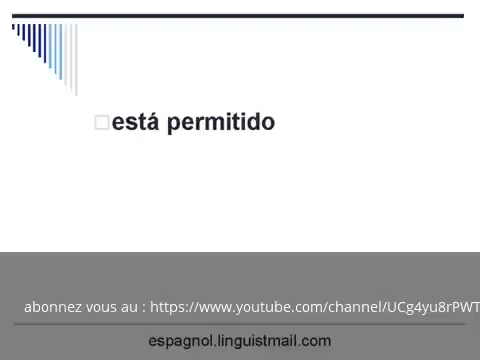 está permitido
abonnez vous au : https://www.youtube.com/channel/UCg4yu8rPWT
espagnol.linguistmail.com